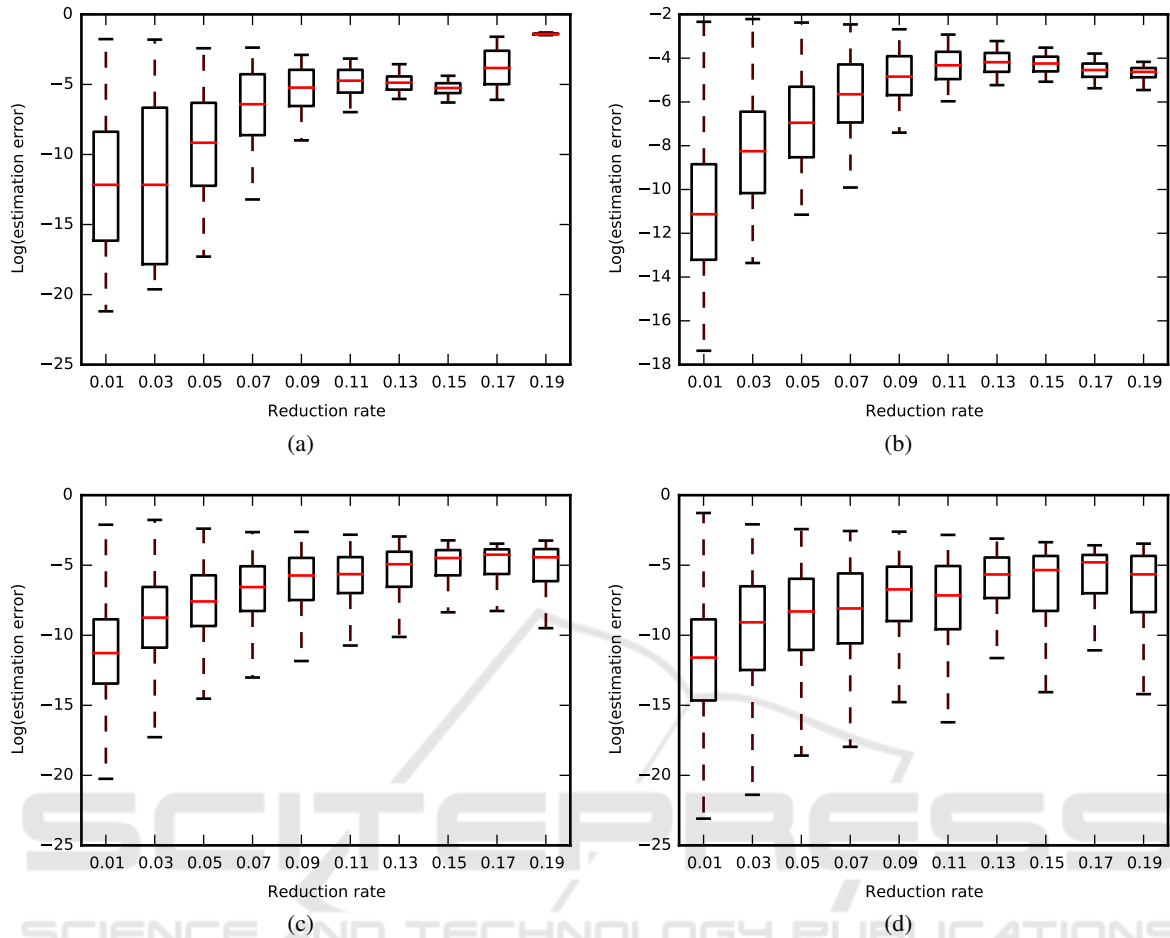 0
−5
−10
−15
−20
−25
Log(estimation error)
0.01 0.03 0.05 0.07 0.09 0.11 0.13 0.15 0.17 0.19
Reduction rate
(a)
−2
−4
−6
−8
−10
−12
−14
−16
−18
Log(estimation error)
0.01 0.03 0.05 0.07 0.09 0.11 0.13 0.15 0.17 0.19
Reduction rate
(b)
0
−5
−10
−15
−20
−25
Log(estimation error)
0.01 0.03 0.05 0.07 0.09 0.11 0.13 0.15 0.17 0.19
Reduction rate
(c)
0
−5
−10
−15
−20
−25
Log(estimation error)
0.01 0.03 0.05 0.07 0.09 0.11 0.13 0.15 0.17 0.19
Reduction rate
(d)
SCITEPRESS
SCIENCE AND TECHNOLOGY PUBLICATIONS